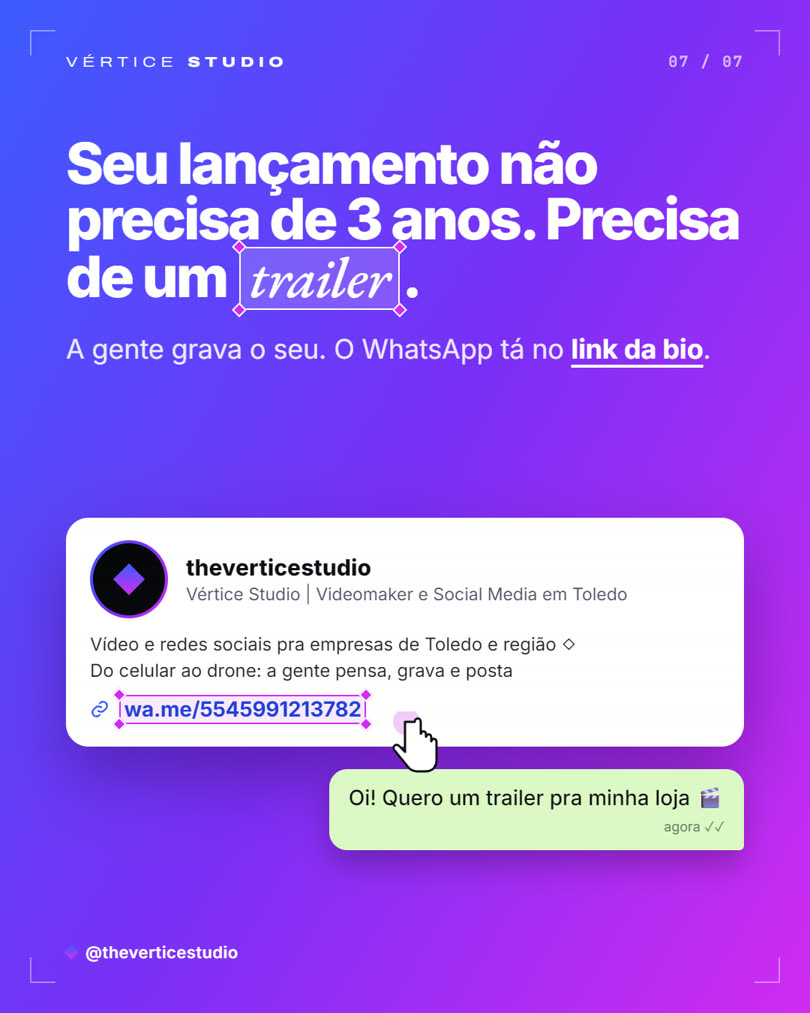 VÉRTICE STUDIO
07 / 07
Seu lançamento não
precisa de 3 anos. Precisa
de um trailer.
A gente grava o seu. O WhatsApp tá no link da bio.
theverticestudio
Vértice Studio | Videomaker e Social Media em Toledo
Vídeo e redes sociais pra empresas de Toledo e região ◇
Do celular ao drone: a gente pensa, grava e posta
wa.me/5545991213782
Oi! Quero um trailer pra minha loja 🎬
agora ✓✓
@theverticestudio